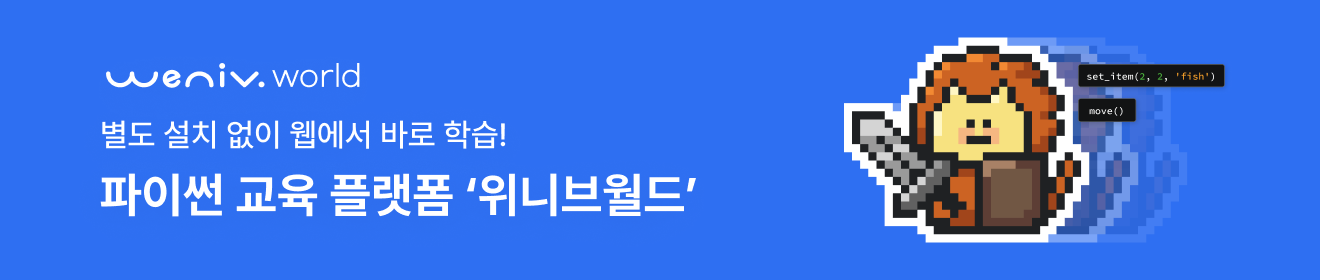 weniv.world
별도 설치 없이 웹에서 바로 학습!
파이썬 교육 플랫폼 ‘위니브월드’
set_item(2, 2, 'fish')
move()